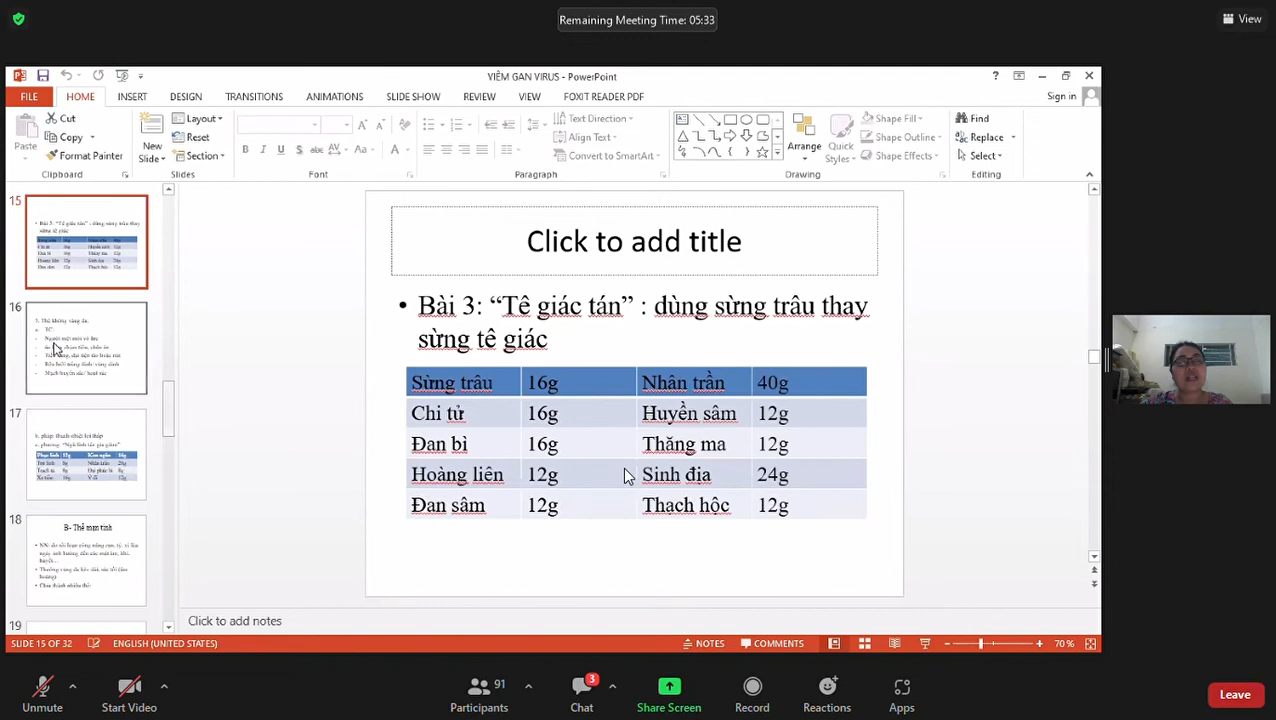 Remaining Meeting Time: 05:33
View
VIÊM GAN VIRUS - PowerPoint
FILE HOME INSERT DESIGN TRANSITIONS ANIMATIONS SLIDE SHOW REVIEW VIEW FOXIT READER PDF Sign in
Cut
Copy
Format Painter
Paste
Clipboard
New Slide
Layout
Reset
Section
Slides
Font
Text Direction
Align Text
Convert to SmartArt
Paragraph
Arrange
Quick Styles
Shape Fill
Shape Outline
Shape Effects
Drawing
Find
Replace
Select
Editing
15
16
17
18
B- Thể mạn tính
19
Click to add title
• Bài 3: “Tê giác tán” : dùng sừng trâu thay
sừng tê giác
Sừng trâu 16g Nhân trần 40g
Chi tử 16g Huyền sâm 12g
Đan bì 16g Thăng ma 12g
Hoàng liên 12g Sinh địa 24g
Đan sâm 12g Thạch hộc 12g
Click to add notes
SLIDE 15 OF 32 ENGLISH (UNITED STATES) NOTES COMMENTS 70 %
Unmute
Start Video
91
Participants
3
Chat
Share Screen
Record
Reactions
Apps
Leave